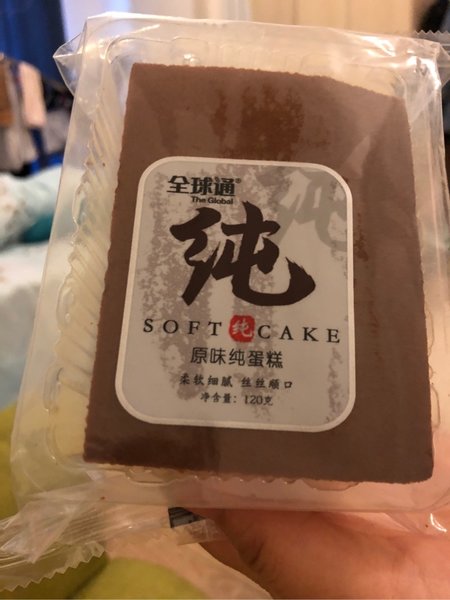 全球通®
The Global
纯
SOFT 纯 CAKE
原味纯蛋糕
柔软细腻 丝丝顺口
净含量：120克